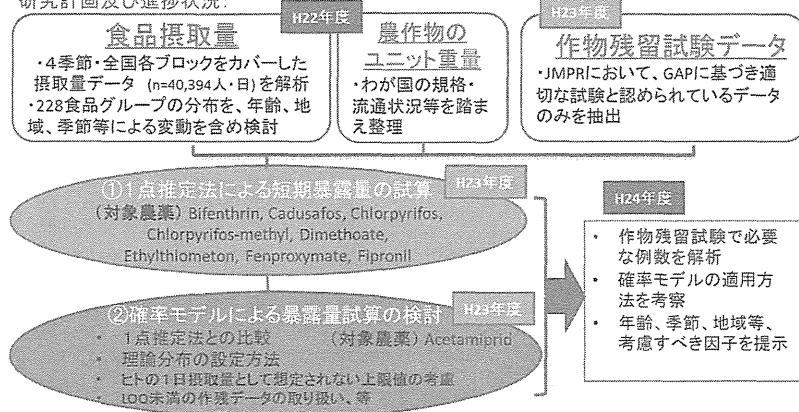 研究計画及び進捗状況:
H22年度
食品摂取量
・4季節・全国各ブロックをカバーした
摂取量データ (n=40,394人・日) を解析
・228食品グループの分布を、年齢、地
域、季節等による変動を含め検討
農作物の
ユニット重量
・わが国の規格・
流通状況等を踏ま
え整理
H23年度
作物残留試験データ
・JMPRにおいて、GAPに基づき適
切な試験と認められているデータ
のみを抽出
①1点推定法による短期暴露量の試算
H23年度
(対象農薬) Bifenthrin, Cadusafos, Chlorpyrifos,
Chlorpyrifos-methyl, Dimethoate,
Ethylthiometon, Fenproxymate, Fipronil
②確率モデルによる暴露量試算の検討
H23年度
・ 1点推定法との比較 (対象農薬) Acetamiprid
・ 理論分布の設定方法
・ ヒトの1日摂取量として想定されない上限値の考慮
・ LOQ未満の作残データの取り扱い、等
H24年度
・ 作物残留試験で必要
な例数を解析
・ 確率モデルの適用方
法を考察
・ 年齢、季節、地域等、
考慮すべき因子を提示